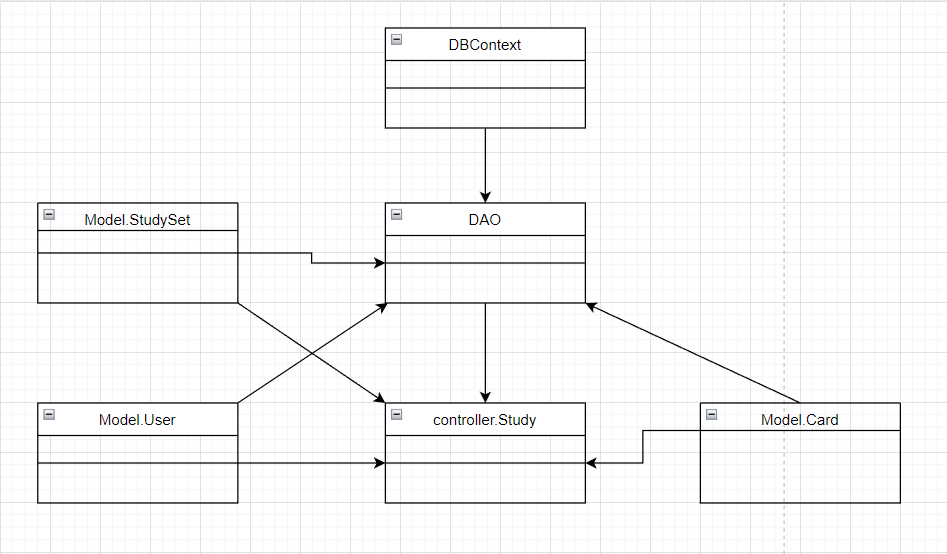 DBContext
Model.StudySet
DAO
Model.User
controller.Study
Model.Card